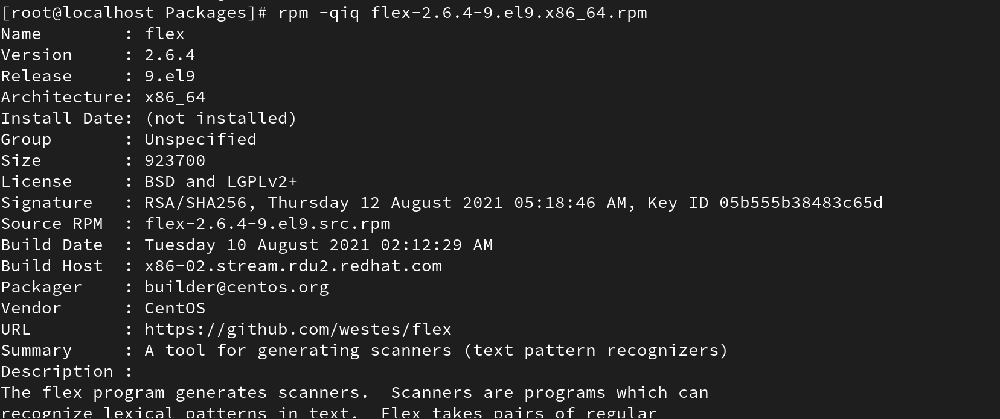 [root@localhost Packages]# rpm -qiq flex-2.6.4-9.el9.x86_64.rpm
Name        : flex
Version     : 2.6.4
Release     : 9.el9
Architecture: x86_64
Install Date: (not installed)
Group       : Unspecified
Size        : 923700
License     : BSD and LGPLv2+
Signature   : RSA/SHA256, Thursday 12 August 2021 05:18:46 AM, Key ID 05b555b38483c65d
Source RPM  : flex-2.6.4-9.el9.src.rpm
Build Date  : Tuesday 10 August 2021 02:12:29 AM
Build Host  : x86-02.stream.rdu2.redhat.com
Packager    : builder@centos.org
Vendor      : CentOS
URL         : https://github.com/westes/flex
Summary     : A tool for generating scanners (text pattern recognizers)
Description :
The flex program generates scanners.  Scanners are programs which can
recognize lexical patterns in text.  Flex takes pairs of regular